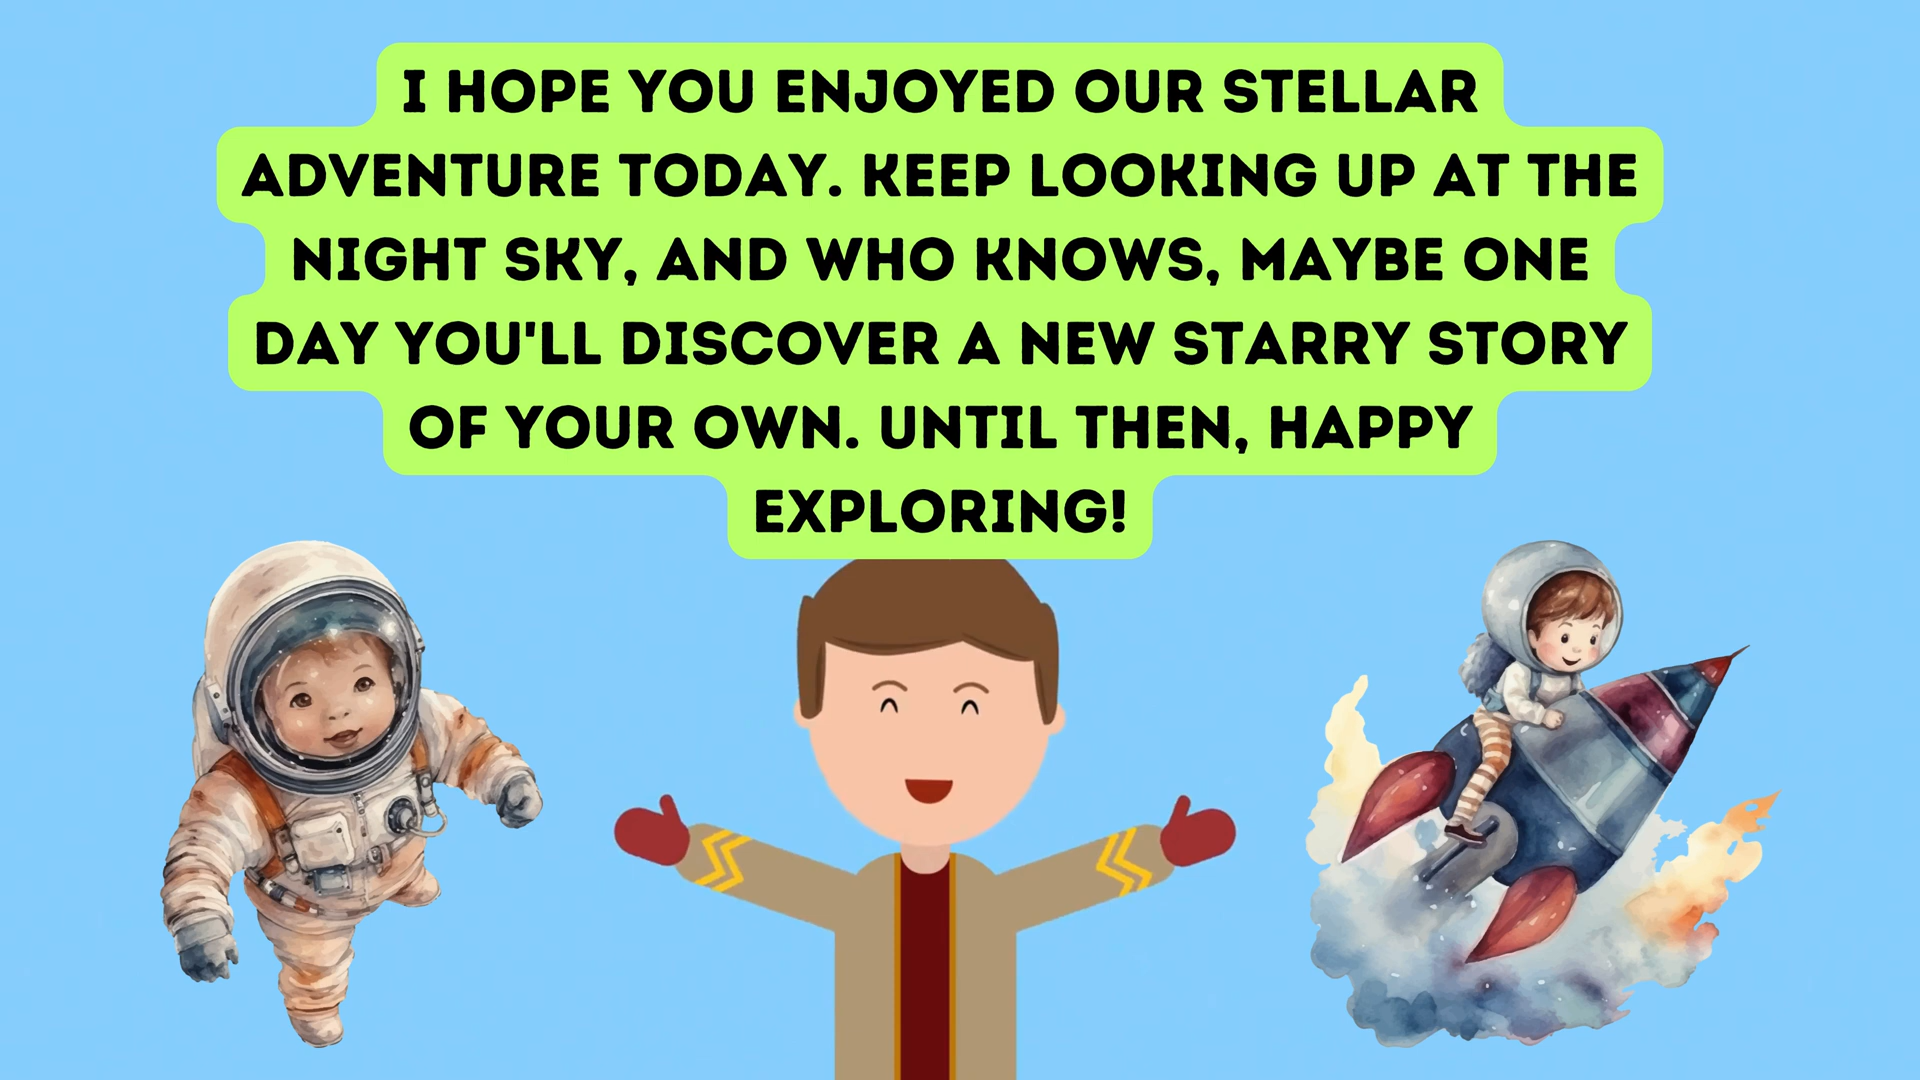 I HOPE YOU ENJOYED OUR STELLAR
ADVENTURE TODAY. KEEP LOOKING UP AT THE
NIGHT SKY, AND WHO KNOWS, MAYBE ONE
DAY YOU'LL DISCOVER A NEW STARRY STORY
OF YOUR OWN. UNTIL THEN, HAPPY
EXPLORING!